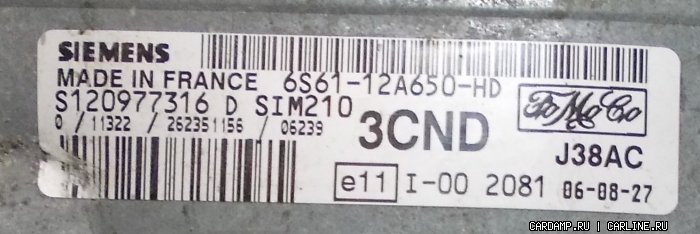 SIEMENS
MADE IN FRANCE 6S61-12A650-HD
S120977316 D SIM210
0 / 11322 / 262351156 / 06239
3CND
FoMoCo
J38AC
e11 I-00 2081 06-08-27
CARDAMP.RU | CARLINE.RU